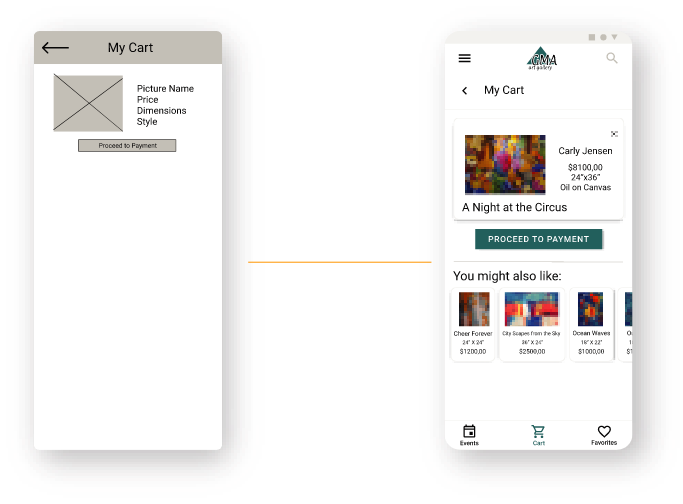 My Cart
Picture Name
Price
Dimensions
Style
Proceed to Payment
GMA
art gallery
My Cart
Carly Jensen
$8100,00
24"x36"
Oil on Canvas
A Night at the Circus
PROCEED TO PAYMENT
You might also like:
Cheer Forever
24" X 24"
$1200,00
City Scapes from the Sky
36" X 24"
$2500,00
Ocean Waves
18" X 22"
$1000,00
Events
Cart
Favorites